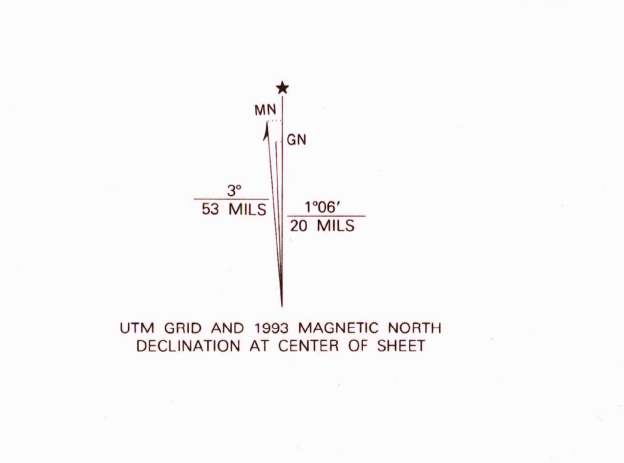 MN
GN
3°
53 MILS
1°06′
20 MILS
UTM GRID AND 1993 MAGNETIC NORTH
DECLINATION AT CENTER OF SHEET